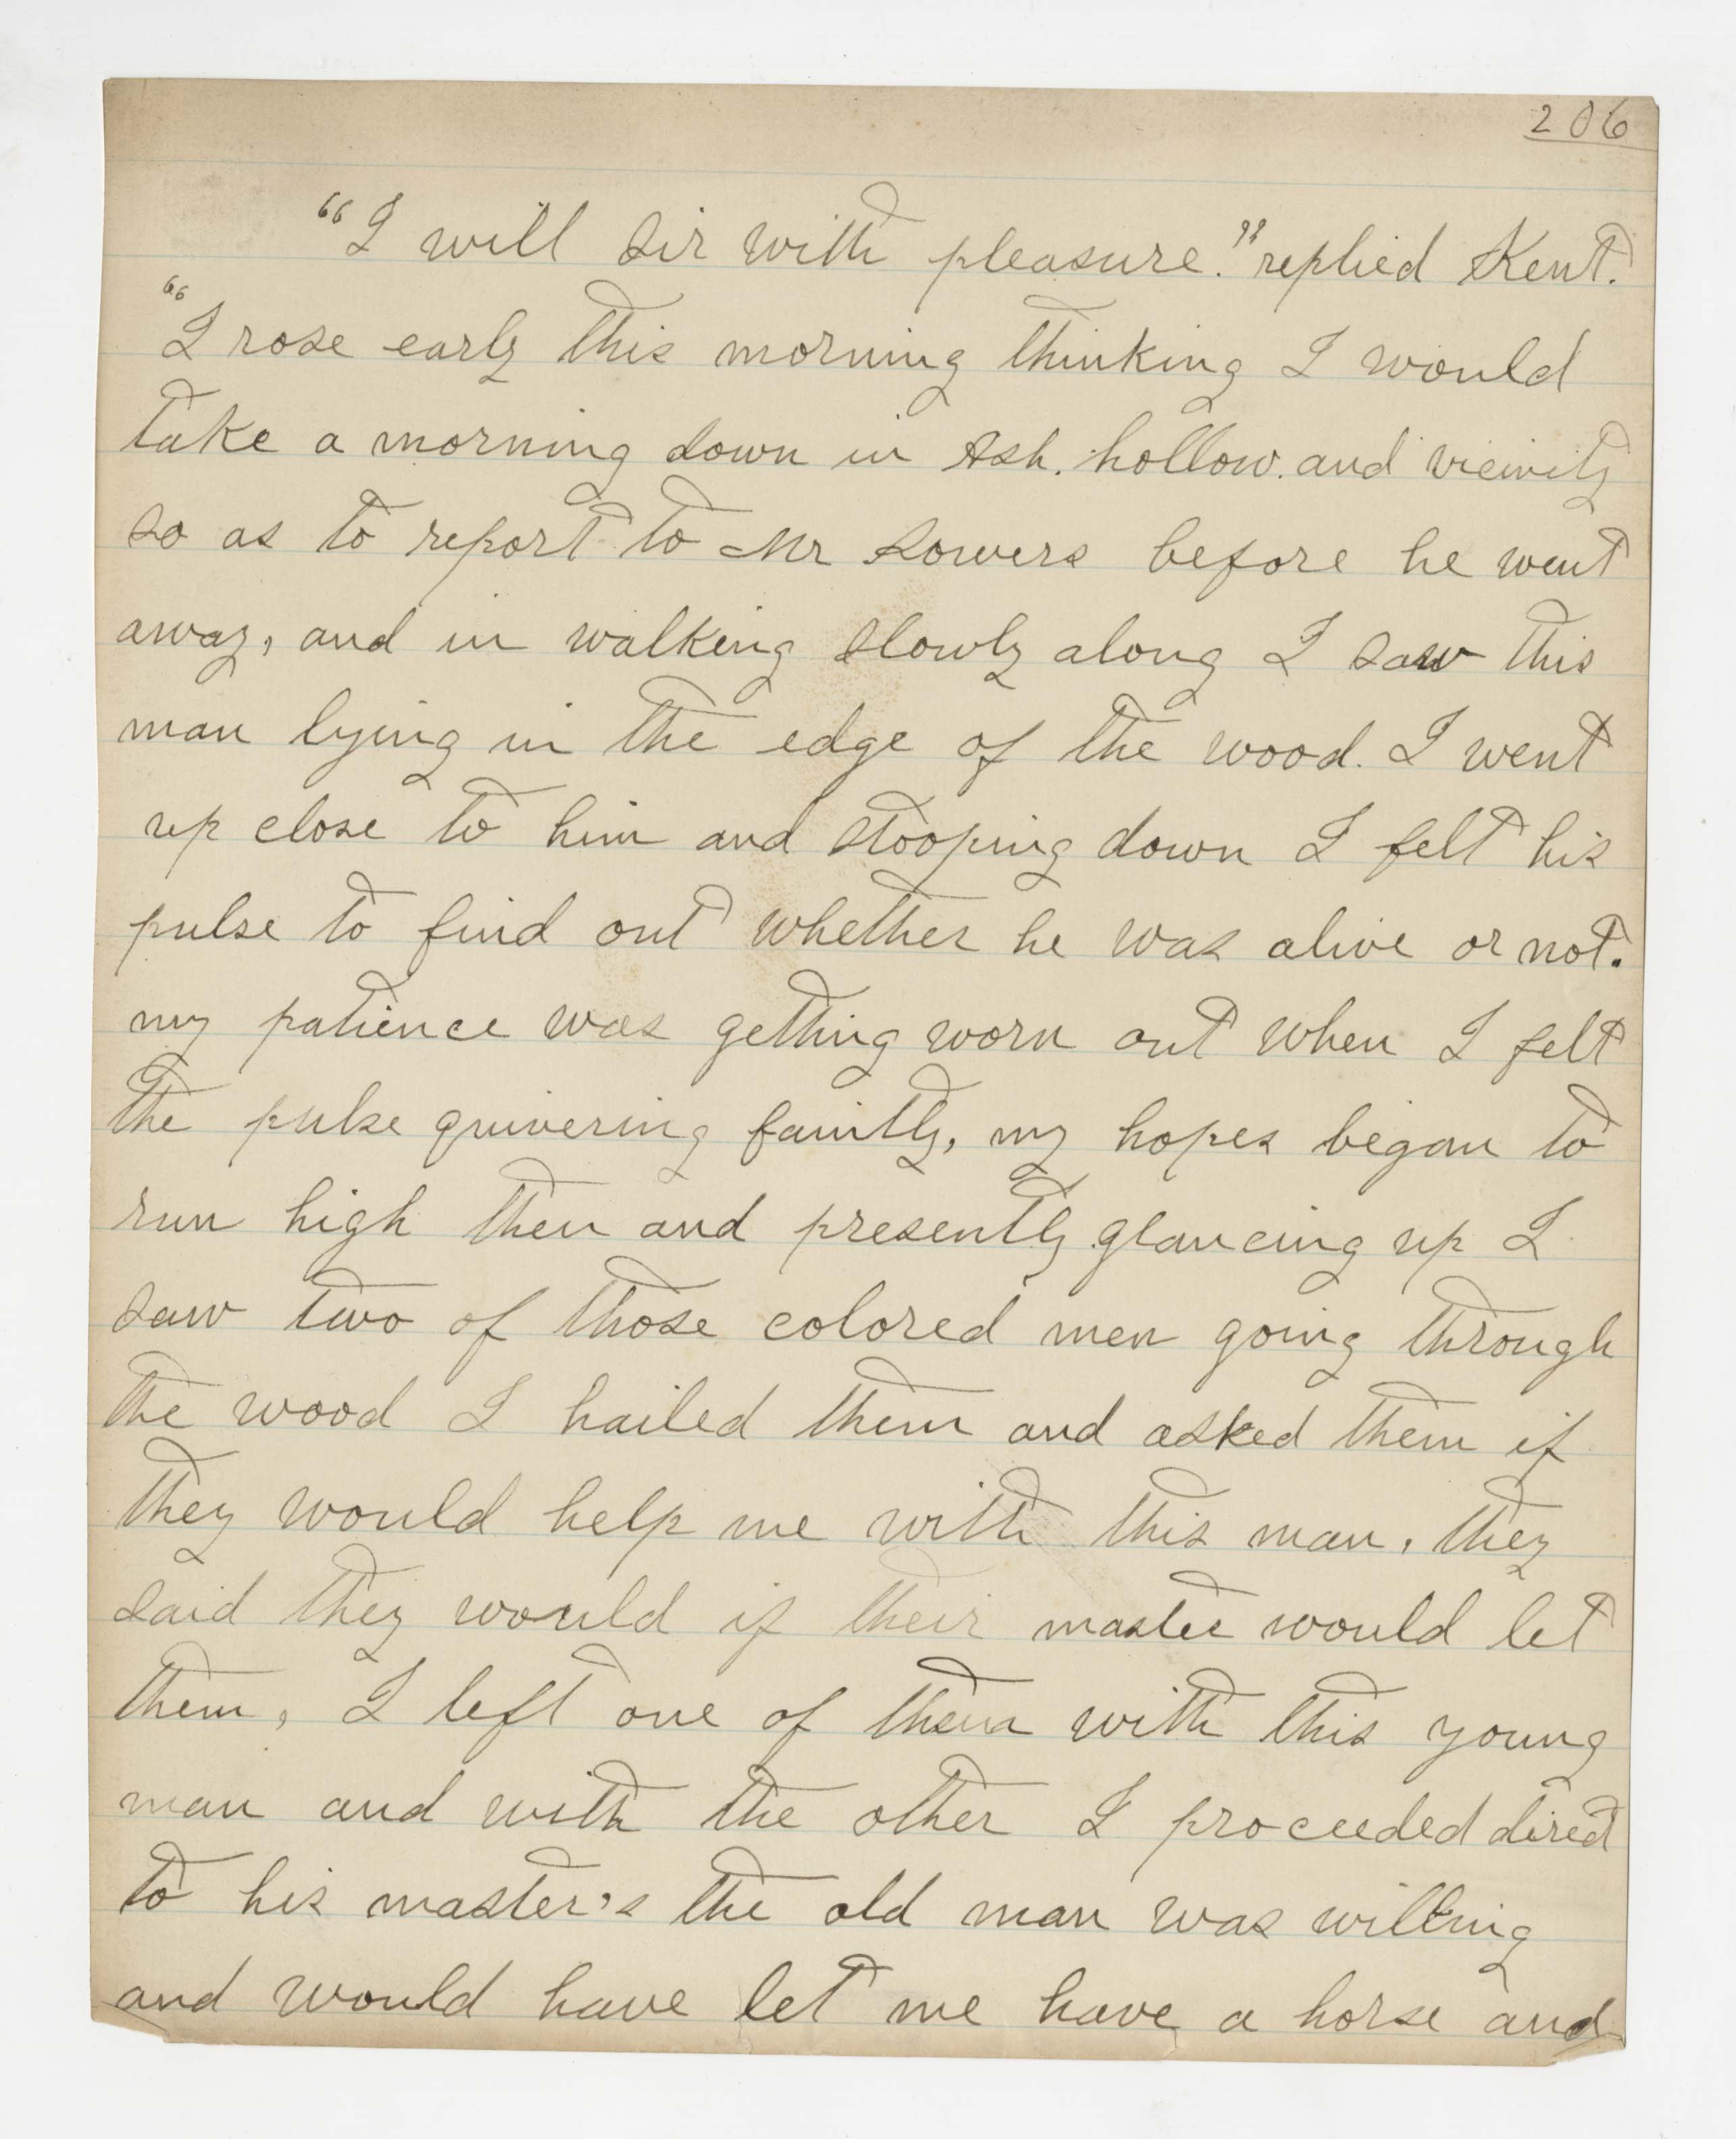 206
"I will sir with pleasure." replied Kent.
"I rose early this morning thinking I would
take a morning down in Ash. hollow. and vicinity
so as to report to Mr Sowers before he went
away, and in walking slowly along I saw this
man lying in the edge of the wood. I went
up close to him and stooping down I felt his
pulse to find out whether he was alive or not.
my patience was getting worn out when I felt
the pulse quivering faintly, my hopes began to
run high then and presently glancing up I
saw two of those colored men going through
the wood I hailed them and asked them if
they would help me with this man, they
said they would if their master would let
them, I left one of them with this young
man and with the other I proceeded direct
to his master's the old man was willing
and would have let me have a horse and